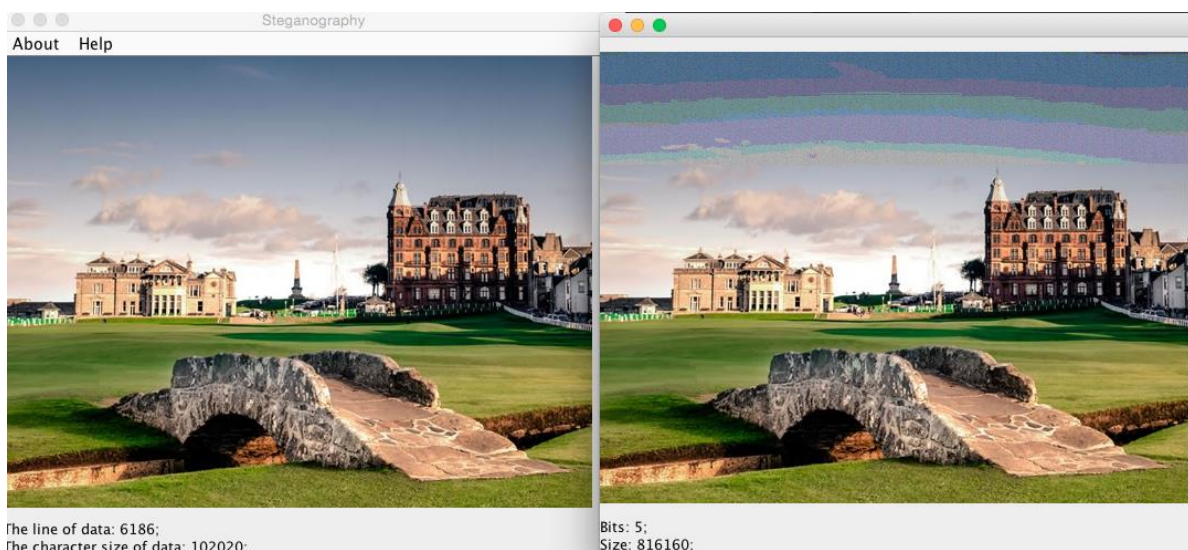 Steganography
About Help
The line of data: 6186;
The character size of data: 102020;
Bits: 5;
Size: 816160;